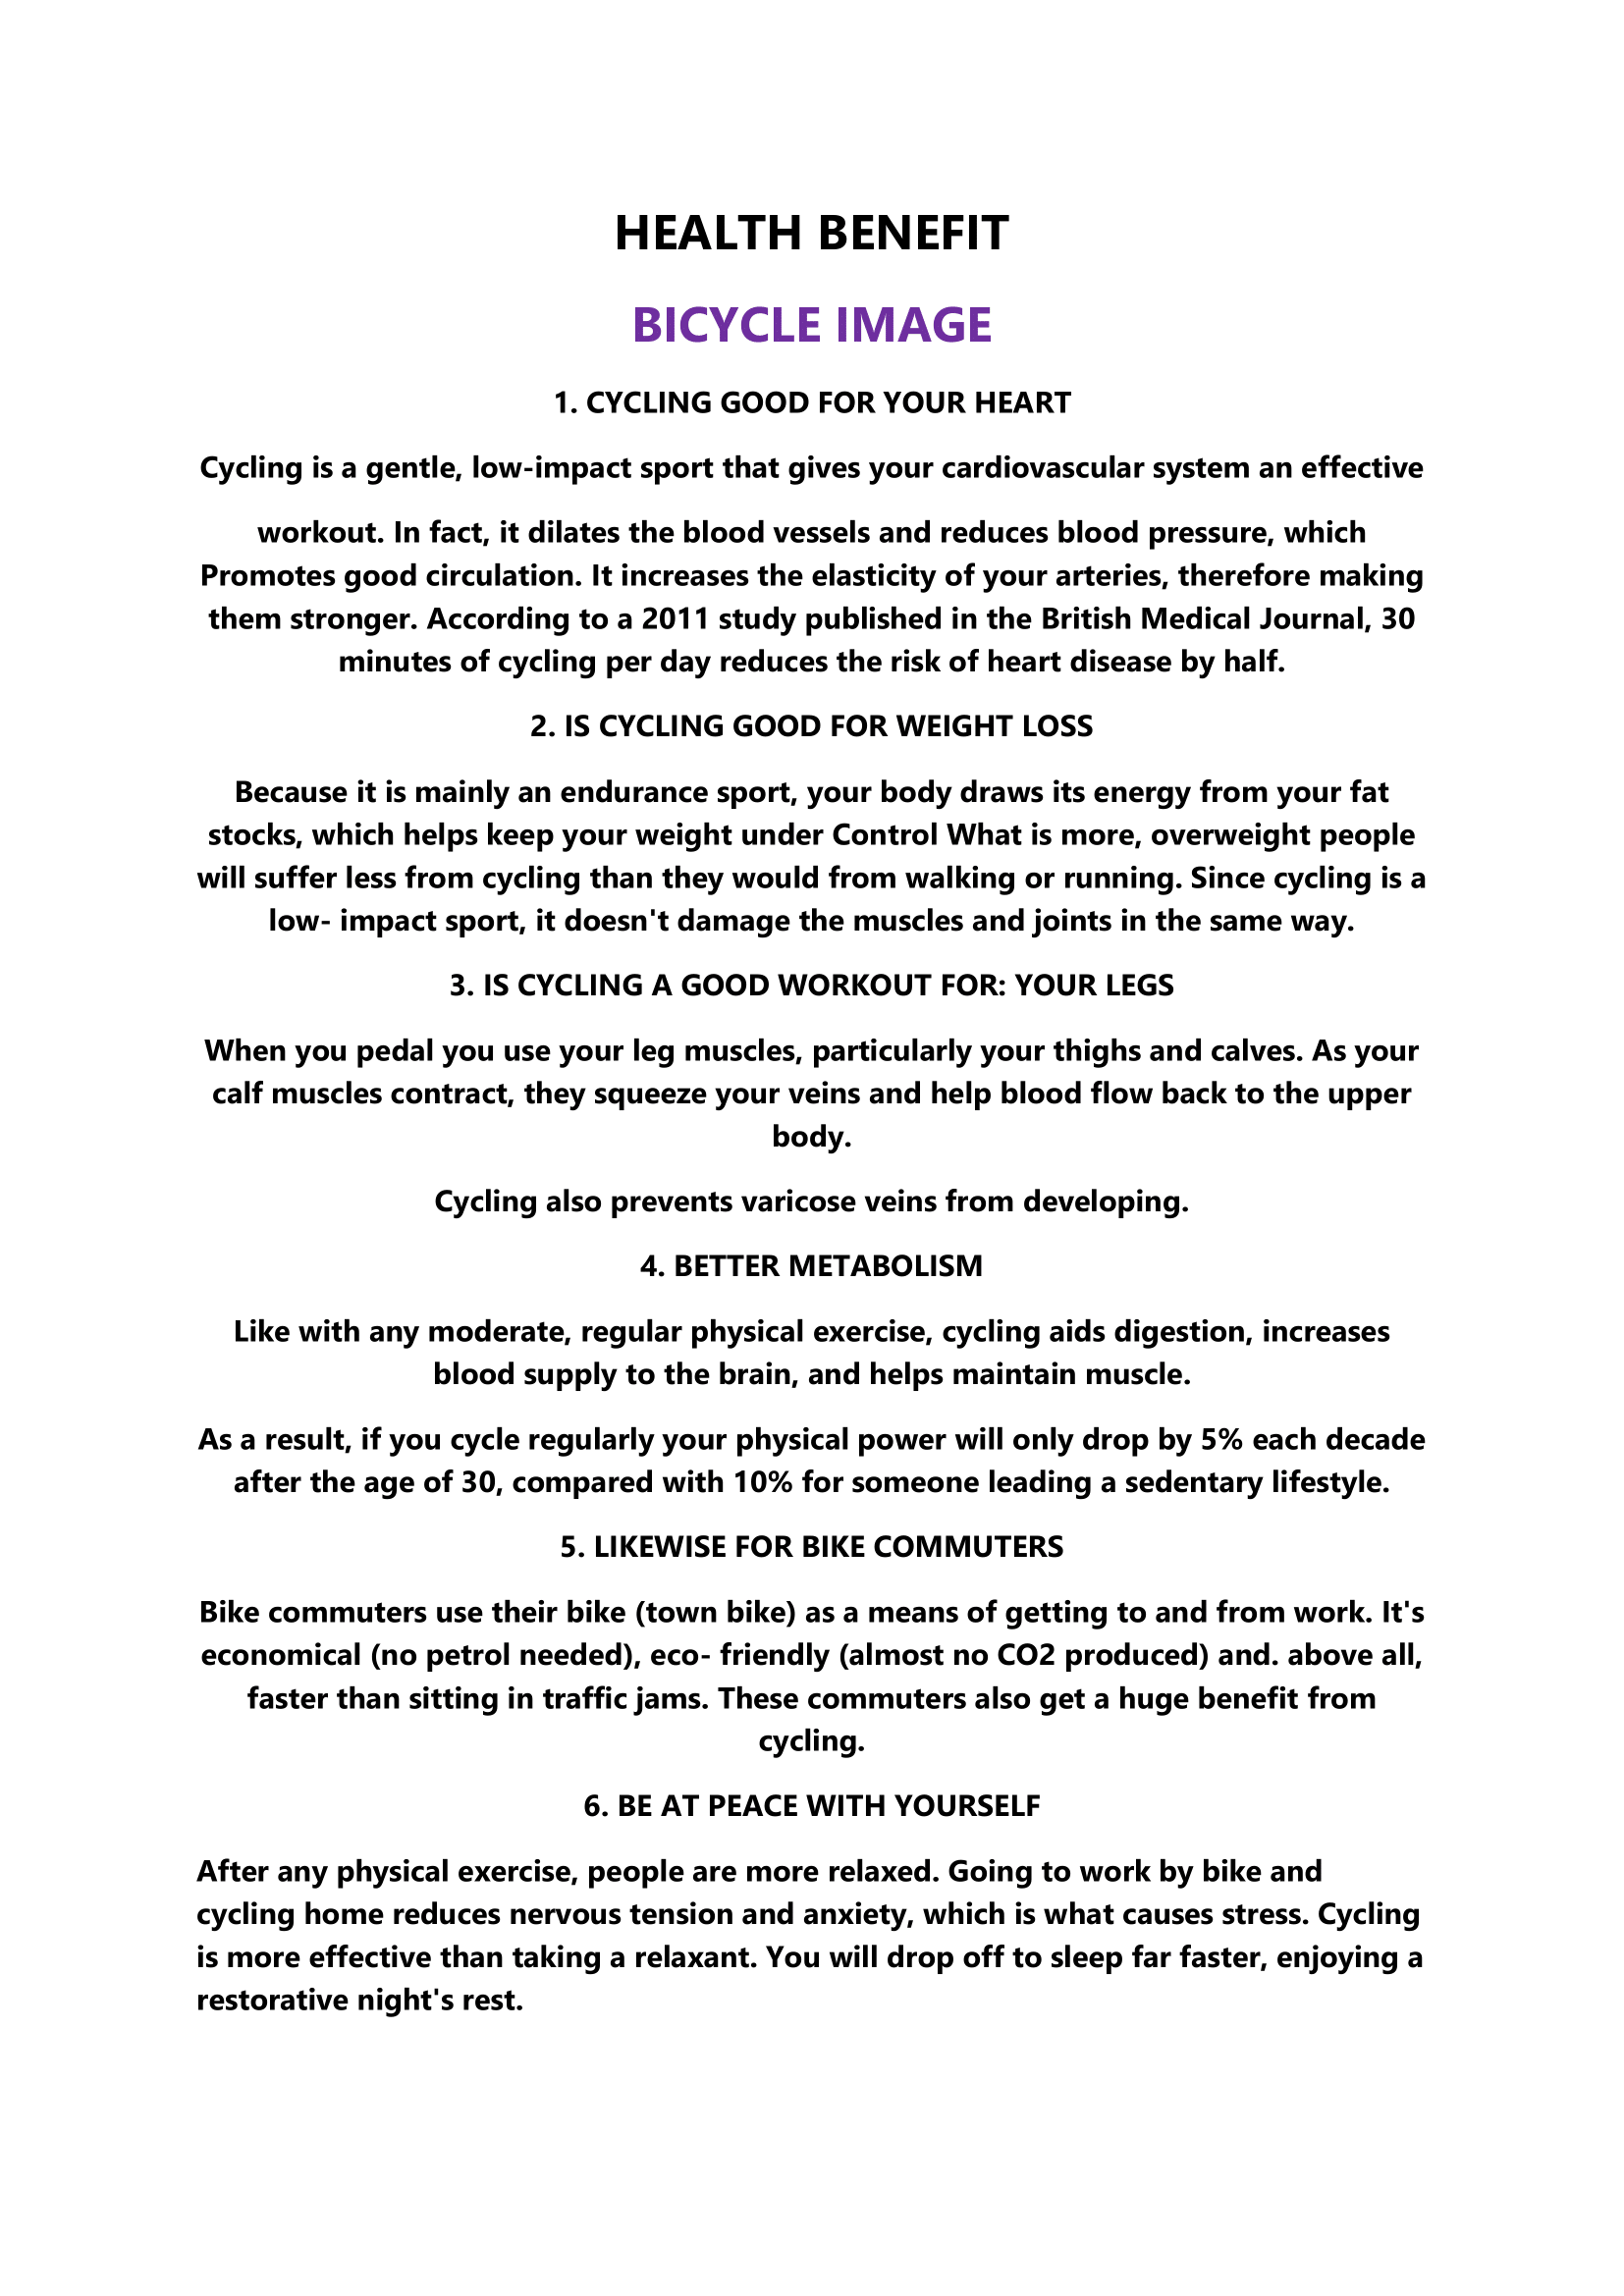 HEALTH BENEFIT
BICYCLE IMAGE
1. CYCLING GOOD FOR YOUR HEART
Cycling is a gentle, low-impact sport that gives your cardiovascular system an effective
workout. In fact, it dilates the blood vessels and reduces blood pressure, which
Promotes good circulation. It increases the elasticity of your arteries, therefore making
them stronger. According to a 2011 study published in the British Medical Journal, 30
minutes of cycling per day reduces the risk of heart disease by half.
2. IS CYCLING GOOD FOR WEIGHT LOSS
Because it is mainly an endurance sport, your body draws its energy from your fat
stocks, which helps keep your weight under Control What is more, overweight people
will suffer less from cycling than they would from walking or running. Since cycling is a
low- impact sport, it doesn't damage the muscles and joints in the same way.
3. IS CYCLING A GOOD WORKOUT FOR: YOUR LEGS
When you pedal you use your leg muscles, particularly your thighs and calves. As your
calf muscles contract, they squeeze your veins and help blood flow back to the upper
body.
Cycling also prevents varicose veins from developing.
4. BETTER METABOLISM
Like with any moderate, regular physical exercise, cycling aids digestion, increases
blood supply to the brain, and helps maintain muscle.
As a result, if you cycle regularly your physical power will only drop by 5% each decade
after the age of 30, compared with 10% for someone leading a sedentary lifestyle.
5. LIKEWISE FOR BIKE COMMUTERS
Bike commuters use their bike (town bike) as a means of getting to and from work. It's
economical (no petrol needed), eco- friendly (almost no CO2 produced) and. above all,
faster than sitting in traffic jams. These commuters also get a huge benefit from
cycling.
6. BE AT PEACE WITH YOURSELF
After any physical exercise, people are more relaxed. Going to work by bike and
cycling home reduces nervous tension and anxiety, which is what causes stress. Cycling
is more effective than taking a relaxant. You will drop off to sleep far faster, enjoying a
restorative night's rest.